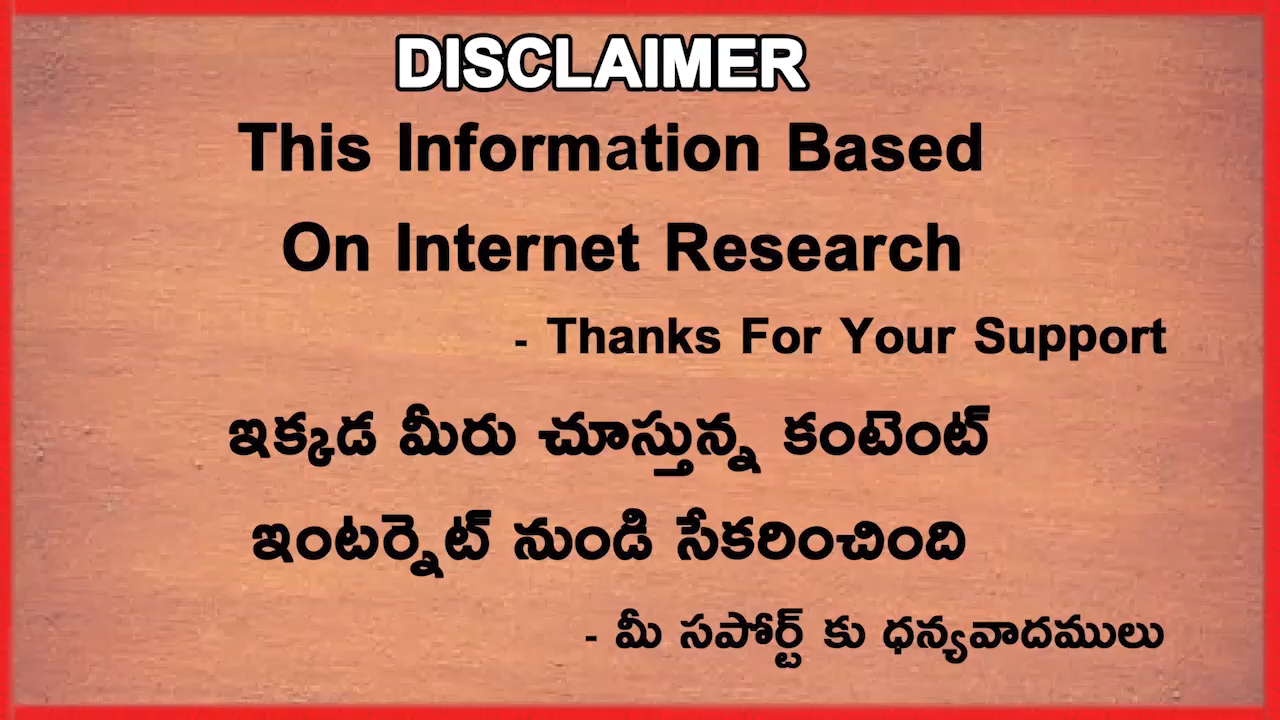 DISCLAIMER
This Information Based
On Internet Research
- Thanks For Your Support
ఇక్కడ మీరు చూస్తున్న కంటెంట్
ఇంటర్నెట్ నుండి సేకరించింది
- మీ సపోర్ట్ కు ధన్యవాదములు